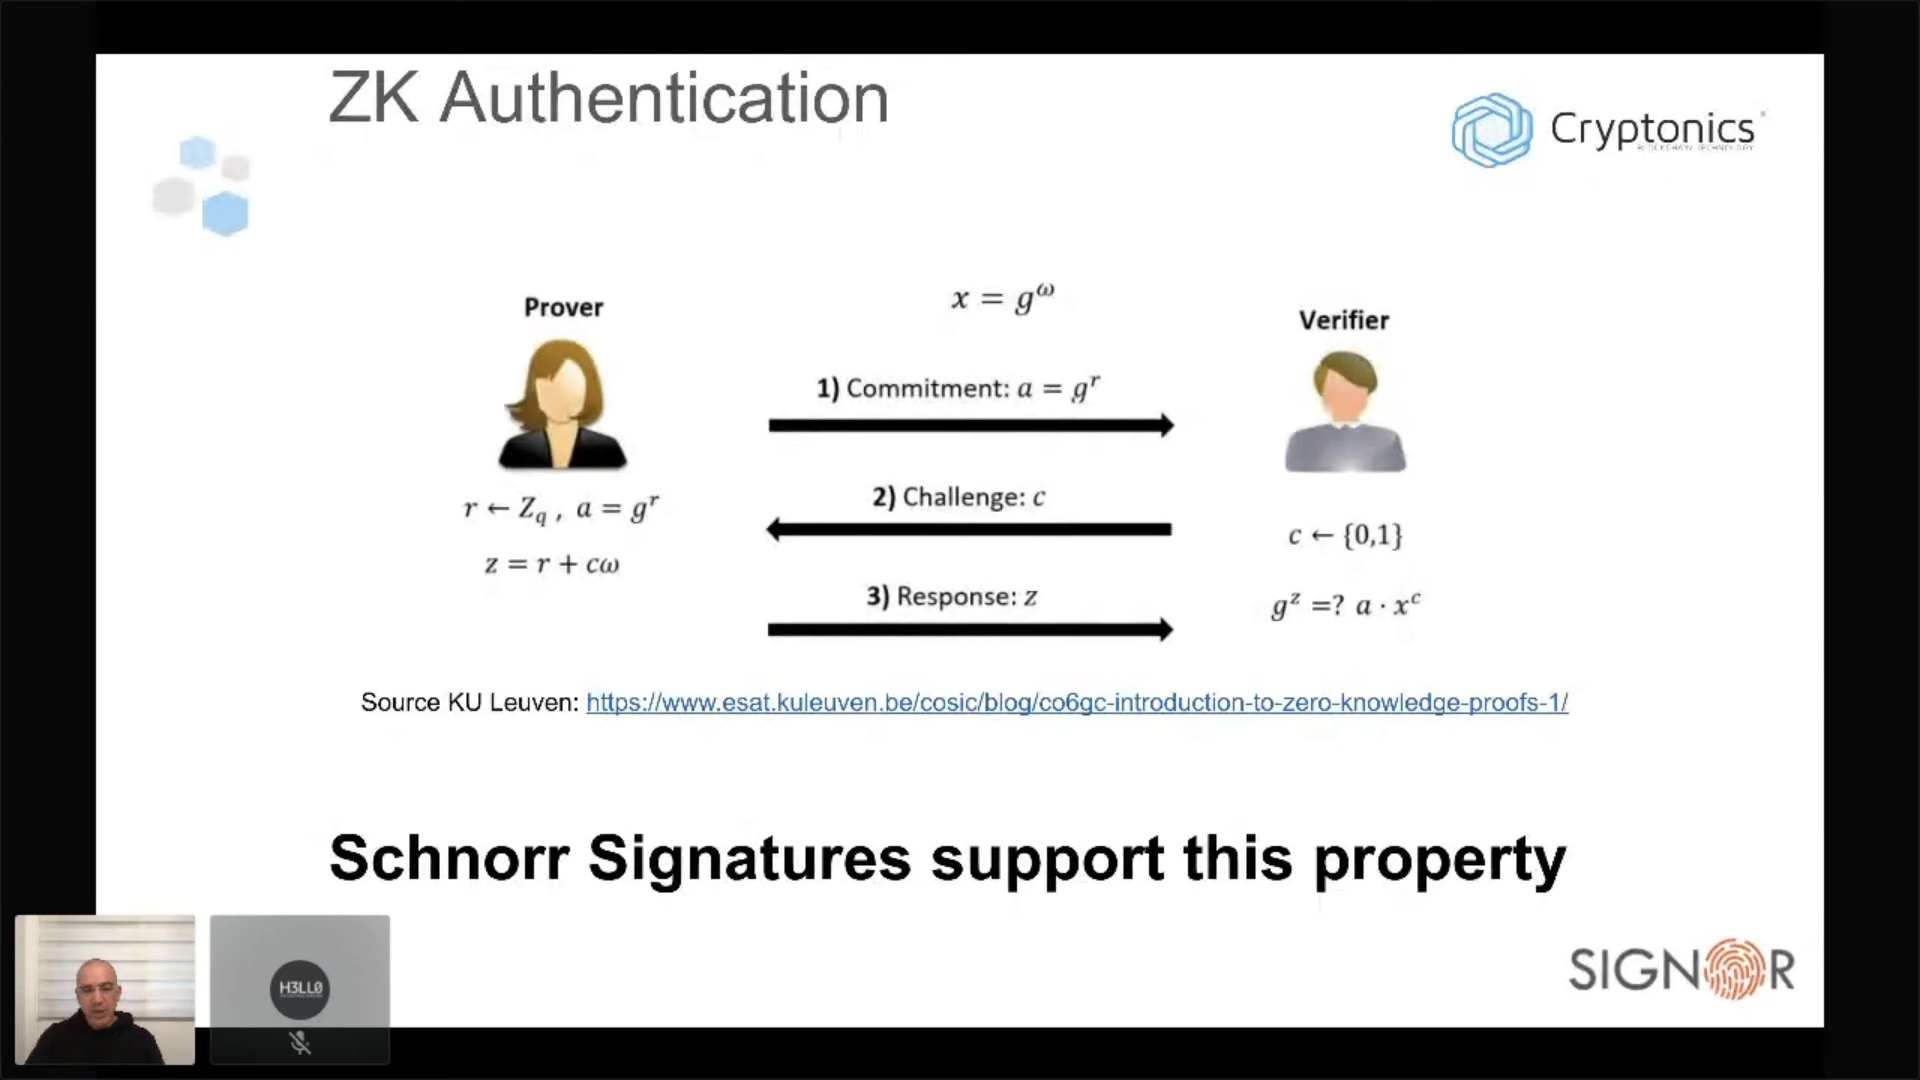 ZK Authentication
Cryptonics
BLOCKCHAIN TECHNOLOGY
x = g^ω
Prover
Verifier
1) Commitment: a = g^r
2) Challenge: c
r ← Z_q , a = g^r
c ← {0,1}
z = r + cω
3) Response: z
g^z =? a · x^c
Source KU Leuven: https://www.esat.kuleuven.be/cosic/blog/co6gc-introduction-to-zero-knowledge-proofs-1/
Schnorr Signatures support this property
SIGNOR
H3LL0